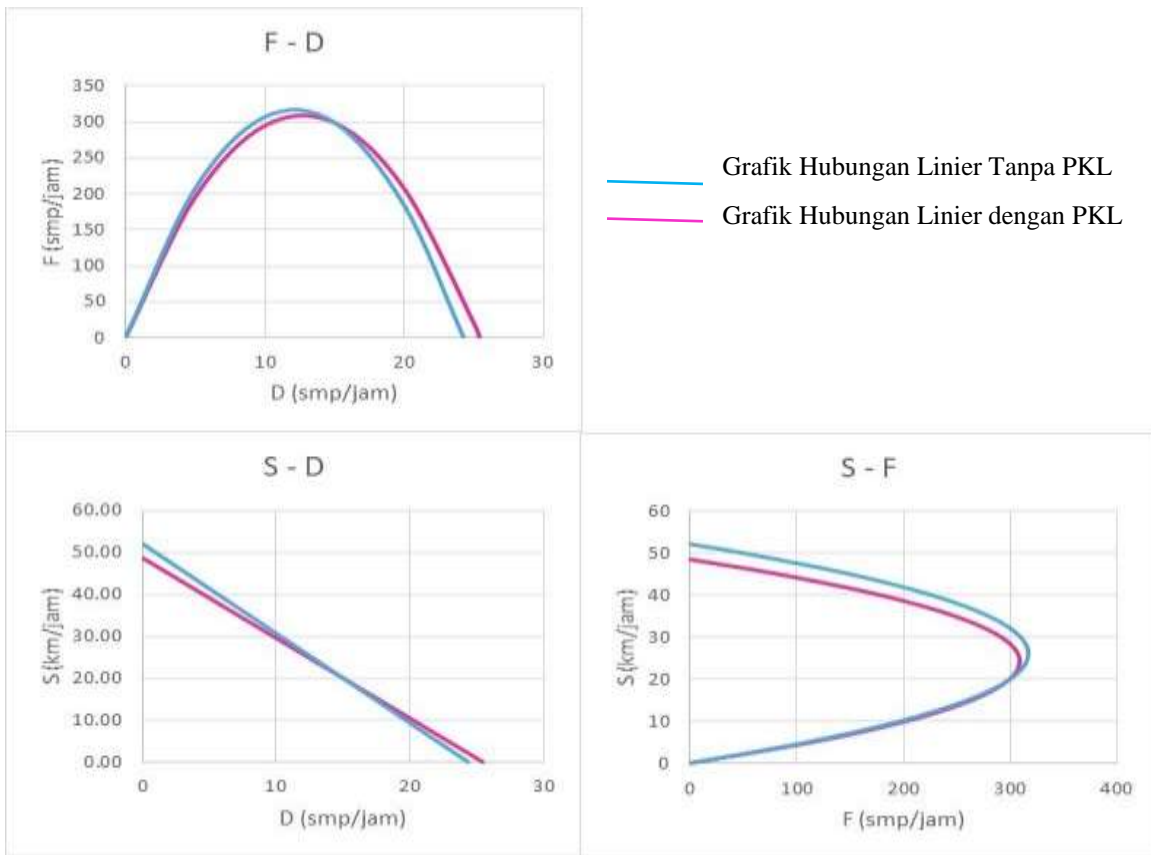 F - D
350
300
250
200
150
100
50
0
F (smp/jam)
0 10 20 30
D (smp/jam)
Grafik Hubungan Linier Tanpa PKL
Grafik Hubungan Linier dengan PKL
S - D
60.00
50.00
40.00
30.00
20.00
10.00
0.00
S(km/jam)
0 10 20 30
D (smp/jam)
S - F
60
50
40
30
20
10
0
S(km/jam)
0 100 200 300 400
F (smp/jam)